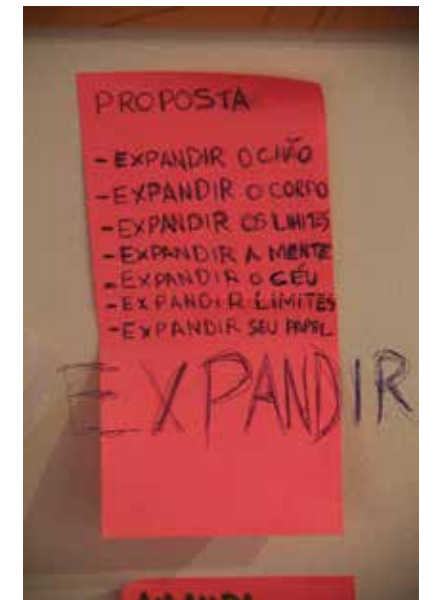 PROPOSTA
- EXPANDIR O CHÃO
- EXPANDIR O CORPO
- EXPANDIR OS LIMITES
- EXPANDIR A MENTE
- EXPANDIR O CÉU
- EXPANDIR LIMITES
- EXPANDIR SEU PAPEL
EXPANDIR